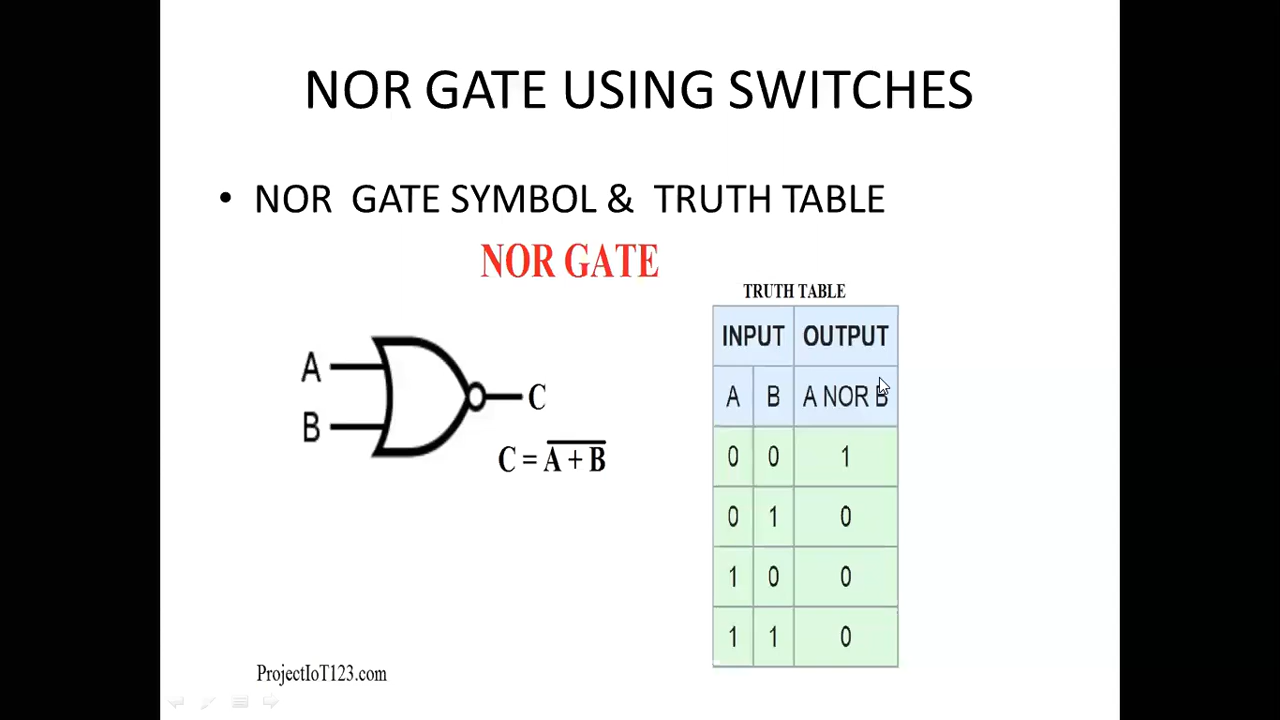 NOR GATE USING SWITCHES
• NOR GATE SYMBOL & TRUTH TABLE
NOR GATE
A
B
C
C = \overline{A + B}
TRUTH TABLE
INPUT OUTPUT
A B A NOR B
0 0 1
0 1 0
1 0 0
1 1 0
ProjectIoT123.com